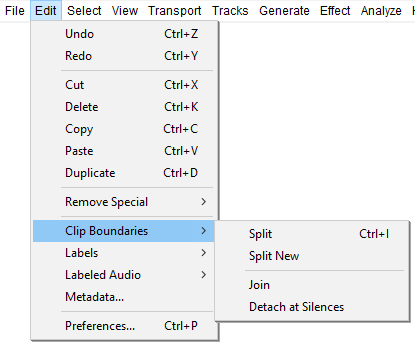 File Edit Select View Transport Tracks Generate Effect Analyze
Undo Ctrl+Z
Redo Ctrl+Y
Cut Ctrl+X
Delete Ctrl+K
Copy Ctrl+C
Paste Ctrl+V
Duplicate Ctrl+D
Remove Special >
Clip Boundaries >
Split Ctrl+I
Split New
Labels >
Labeled Audio >
Join
Metadata...
Detach at Silences
Preferences... Ctrl+P